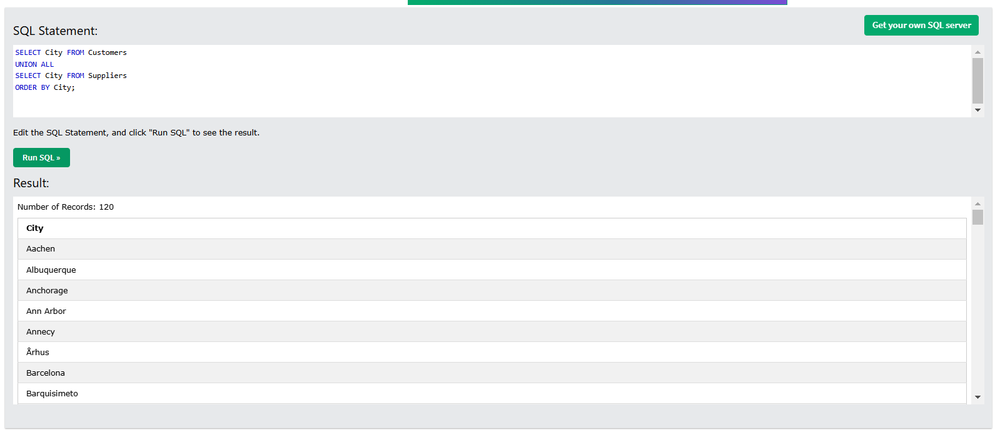 Get your own SQL server
SQL Statement:
SELECT City FROM Customers
UNION ALL
SELECT City FROM Suppliers
ORDER BY City;
Edit the SQL Statement, and click "Run SQL" to see the result.
Run SQL »
Result:
Number of Records: 120
City
Aachen
Albuquerque
Anchorage
Ann Arbor
Annecy
Århus
Barcelona
Barquisimeto